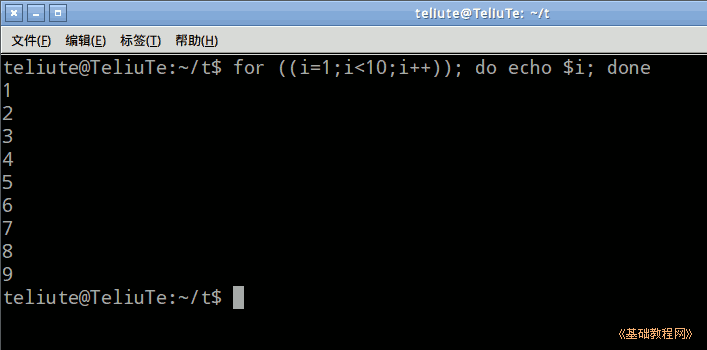 teliute@TeliuTe: ~/t
文件(F) 编辑(E) 标签(T) 帮助(H)
teliute@TeliuTe:~/t$ for ((i=1;i<10;i++)); do echo $i; done
1
2
3
4
5
6
7
8
9
teliute@TeliuTe:~/t$
《基础教程网》